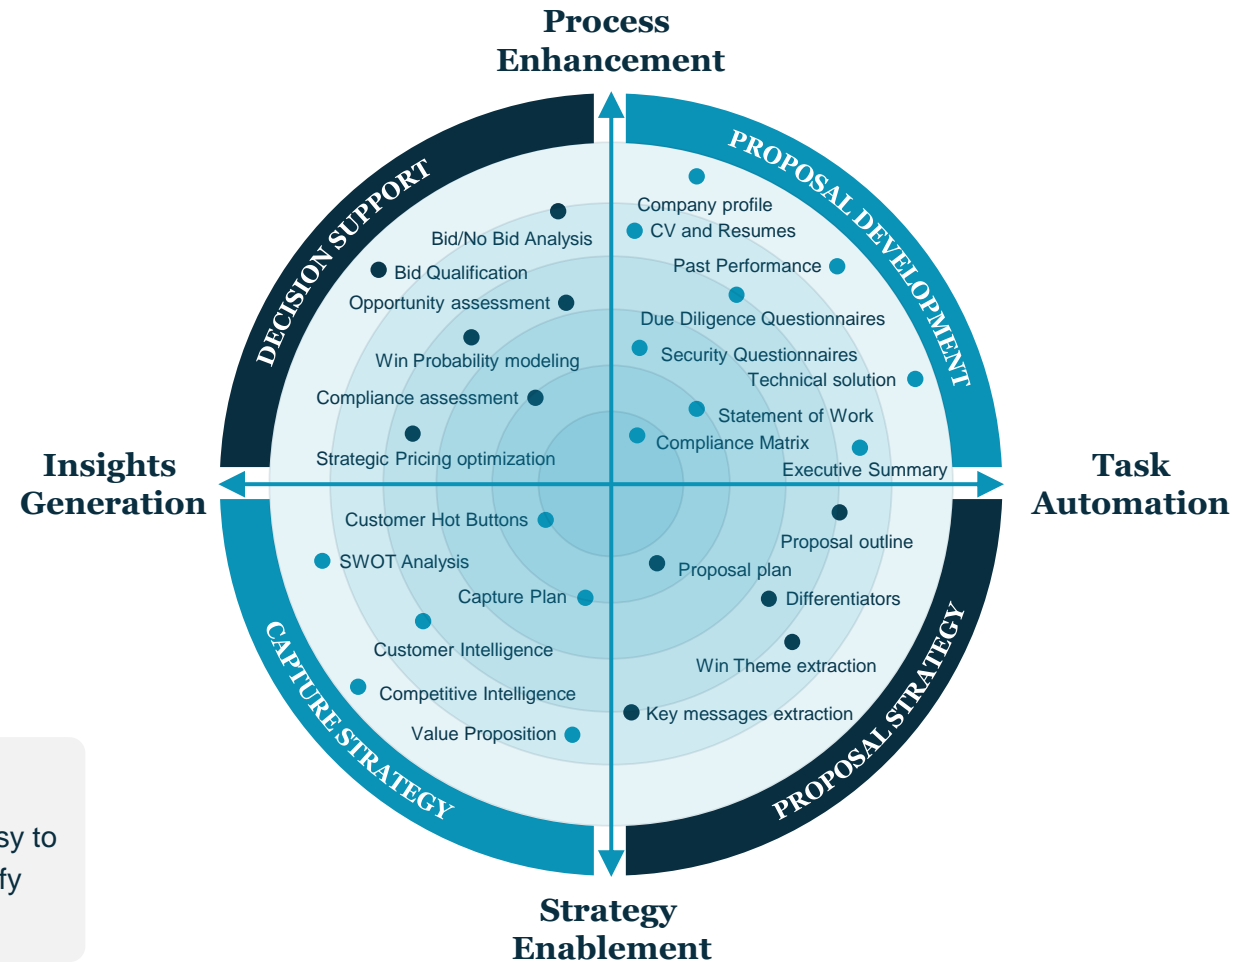 Process
Enhancement
DECISION SUPPORT
PROPOSAL DEVELOPMENT
Company profile
Bid/No Bid Analysis
CV and Resumes
Bid Qualification
Past Performance
Opportunity assessment
Due Diligence Questionnaires
Win Probability modeling
Security Questionnaires
Technical solution
Compliance assessment
Statement of Work
Strategic Pricing optimization
Compliance Matrix
Executive Summary
Insights
Generation
Task
Automation
Customer Hot Buttons
Proposal outline
SWOT Analysis
Proposal plan
Capture Plan
Differentiators
Customer Intelligence
Win Theme extraction
Competitive Intelligence
Key messages extraction
Value Proposition
CAPTURE STRATEGY
PROPOSAL STRATEGY
sy to
fy
Strategy
Enablement